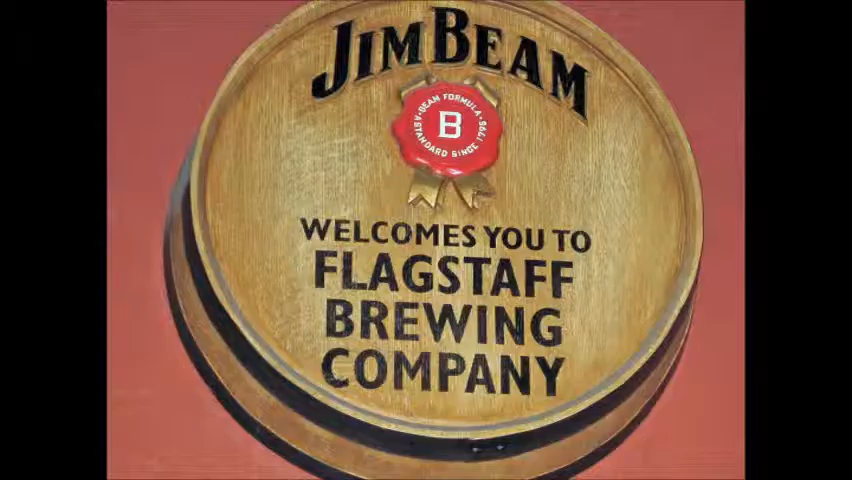 JIM BEAM
BEAM FORMULA
B
A STANDARD SINCE 1795
WELCOMES YOU TO
FLAGSTAFF
BREWING
COMPANY